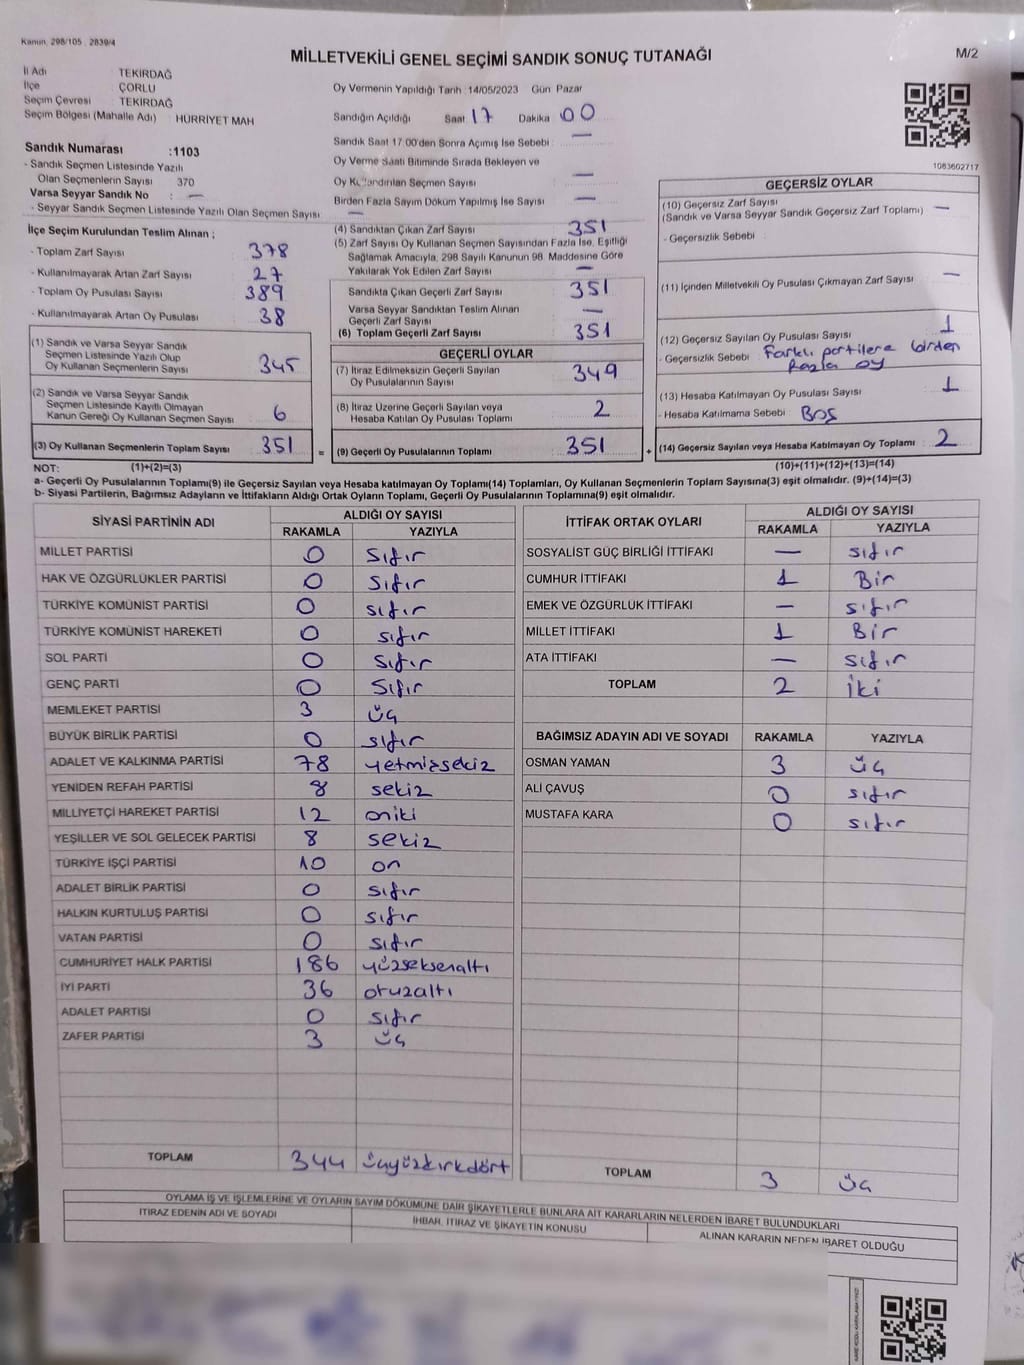 Kanun 298/105 , 2839/4
MİLLETVEKİLİ GENEL SEÇİMİ SANDIK SONUÇ TUTANAĞI
M/2
İl Adı : TEKİRDAĞ
İlçe : ÇORLU
Seçim Çevresi : TEKİRDAĞ
Seçim Bölgesi (Mahalle Adı) : HÜRRİYET MAH
Oy Vermenin Yapıldığı Tarih :14/05/2023 Gün Pazar
Sandığın Açıldığı Saat 17 Dakika 00
Sandık Saat 17:00'den Sonra Açımış İse Sebebi : —
Oy Verme Saati Bitiminde Sırada Bekleyen ve
Oy Kullandırılan Seçmen Sayısı —
Birden Fazla Sayım Döküm Yapılmış İse Sayısı —
1083602717
Sandık Numarası :1103
- Sandık Seçmen Listesinde Yazılı
Olan Seçmenlerin Sayısı 370
Varsa Seyyar Sandık No : —
- Seyyar Sandık Seçmen Listesinde Yazılı Olan Seçmen Sayısı —
İlçe Seçim Kurulundan Teslim Alınan ;
- Toplam Zarf Sayısı 378
- Kullanılmayarak Artan Zarf Sayısı 27
- Toplam Oy Pusulası Sayısı 389
- Kullanılmayarak Artan Oy Pusulası 38
(1) Sandık ve Varsa Seyyar Sandık
Seçmen Listesinde Yazılı Olup
Oy Kullanan Seçmenlerin Sayısı 345
(2) Sandık ve Varsa Seyyar Sandık
Seçmen Listesinde Kayıtlı Olmayan
Kanun Gereği Oy Kullanan Seçmen Sayısı 6
(3) Oy Kullanan Seçmenlerin Toplam Sayısı 351
(4) Sandıktan Çıkan Zarf Sayısı 351
(5) Zarf Sayısı Oy Kullanan Seçmen Sayısından Fazla İse, Eşitliği
Sağlamak Amacıyla, 298 Sayılı Kanunun 98. Maddesine Göre
Yakılarak Yok Edilen Zarf Sayısı —
Sandıkta Çıkan Geçerli Zarf Sayısı 351
Varsa Seyyar Sandıktan Teslim Alınan
Geçerli Zarf Sayısı —
(6) Toplam Geçerli Zarf Sayısı 351
GEÇERLİ OYLAR
(7) İtiraz Edilmeksizin Geçerli Sayılan
Oy Pusulalarının Sayısı 349
(8) İtiraz Üzerine Geçerli Sayılan veya
Hesaba Katılan Oy Pusulası Toplamı 2
= (9) Geçerli Oy Pusulalarının Toplamı 351
GEÇERSİZ OYLAR
(10) Geçersiz Zarf Sayısı
(Sandık ve Varsa Seyyar Sandık Geçersiz Zarf Toplamı) —
- Geçersizlik Sebebi :
(11) İçinden Milletvekili Oy Pusulası Çıkmayan Zarf Sayısı —
(12) Geçersiz Sayılan Oy Pusulası Sayısı 1
- Geçersizlik Sebebi Farklı partilere birden
fazla oy
(13) Hesaba Katılmayan Oy Pusulası Sayısı 1
- Hesaba Katılmama Sebebi : Boş
+ (14) Geçersiz Sayılan veya Hesaba Katılmayan Oy Toplamı 2
NOT: (1)+(2)=(3)
(10)+(11)+(12)+(13)=(14)
a- Geçerli Oy Pusulalarının Toplamı(9) ile Geçersiz Sayılan veya Hesaba katılmayan Oy Toplamı(14) Toplamları, Oy Kullanan Seçmenlerin Toplam Sayısına(3) eşit olmalıdır. (9)+(14)=(3)
b- Siyasi Partilerin, Bağımsız Adayların ve İttifakların Aldığı Ortak Oyların Toplamı, Geçerli Oy Pusulalarının Toplamına(9) eşit olmalıdır.
SİYASİ PARTİNİN ADI
ALDIĞI OY SAYISI
RAKAMLA YAZIYLA
MİLLET PARTİSİ 0 sıfır
HAK VE ÖZGÜRLÜKLER PARTİSİ 0 sıfır
TÜRKİYE KOMÜNİST PARTİSİ 0 sıfır
TÜRKİYE KOMÜNİST HAREKETİ 0 sıfır
SOL PARTİ 0 sıfır
GENÇ PARTİ 0 sıfır
MEMLEKET PARTİSİ 3 üç
BÜYÜK BİRLİK PARTİSİ 0 sıfır
ADALET VE KALKINMA PARTİSİ 78 yetmişsekiz
YENİDEN REFAH PARTİSİ 8 sekiz
MİLLİYETÇİ HAREKET PARTİSİ 12 oniki
YEŞİLLER VE SOL GELECEK PARTİSİ 8 sekiz
TÜRKİYE İŞÇİ PARTİSİ 10 on
ADALET BİRLİK PARTİSİ 0 sıfır
HALKIN KURTULUŞ PARTİSİ 0 sıfır
VATAN PARTİSİ 0 sıfır
CUMHURİYET HALK PARTİSİ 186 yüzseksenaltı
İYİ PARTİ 36 otuzaltı
ADALET PARTİSİ 0 sıfır
ZAFER PARTİSİ 3 üç
TOPLAM 344 üçyüzkırkdört
İTTİFAK ORTAK OYLARI
ALDIĞI OY SAYISI
RAKAMLA YAZIYLA
SOSYALİST GÜÇ BİRLİĞİ İTTİFAKI — sıfır
CUMHUR İTTİFAKI 1 Bir
EMEK VE ÖZGÜRLÜK İTTİFAKI — sıfır
MİLLET İTTİFAKI 1 Bir
ATA İTTİFAKI — sıfır
TOPLAM 2 iki
BAĞIMSIZ ADAYIN ADI VE SOYADI RAKAMLA YAZIYLA
OSMAN YAMAN 3 üç
ALİ ÇAVUŞ 0 sıfır
MUSTAFA KARA 0 sıfır
TOPLAM 3 üç
OYLAMA İŞ VE İŞLEMLERİNE VE OYLARIN SAYIM DÖKÜMÜNE DAİR ŞİKAYETLERLE BUNLARA AİT KARARLARIN NELERDEN İBARET BULUNDUKLARI
İTİRAZ EDENİN ADI VE SOYADI
İHBAR, İTİRAZ VE ŞİKAYETİN KONUSU
ALINAN KARARIN NEDEN İBARET OLDUĞU